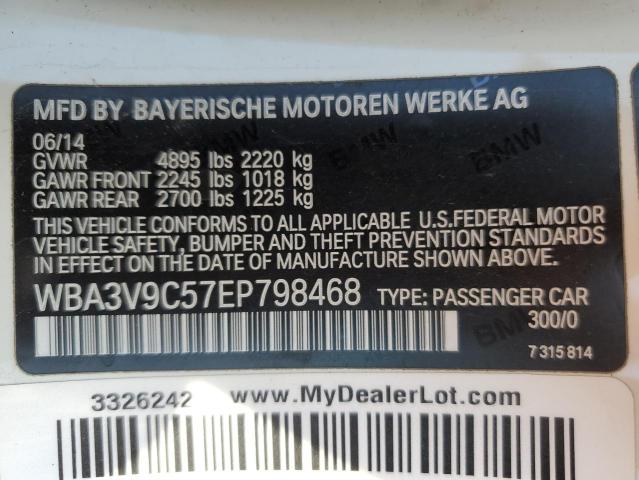 MFD BY BAYERISCHE MOTOREN WERKE AG
06/14
GVWR 4895 lbs 2220 kg
GAWR FRONT 2245 lbs 1018 kg
GAWR REAR 2700 lbs 1225 kg
THIS VEHICLE CONFORMS TO ALL APPLICABLE U.S.FEDERAL MOTOR
VEHICLE SAFETY, BUMPER AND THEFT PREVENTION STANDARDS
IN EFFECT ON THE DATE OF MANUFACTURE SHOWN ABOVE.
WBA3V9C57EP798468 TYPE: PASSENGER CAR
300/0
7 315 814
BMW
BMW
BMW
3326242 www.MyDealerLot.com